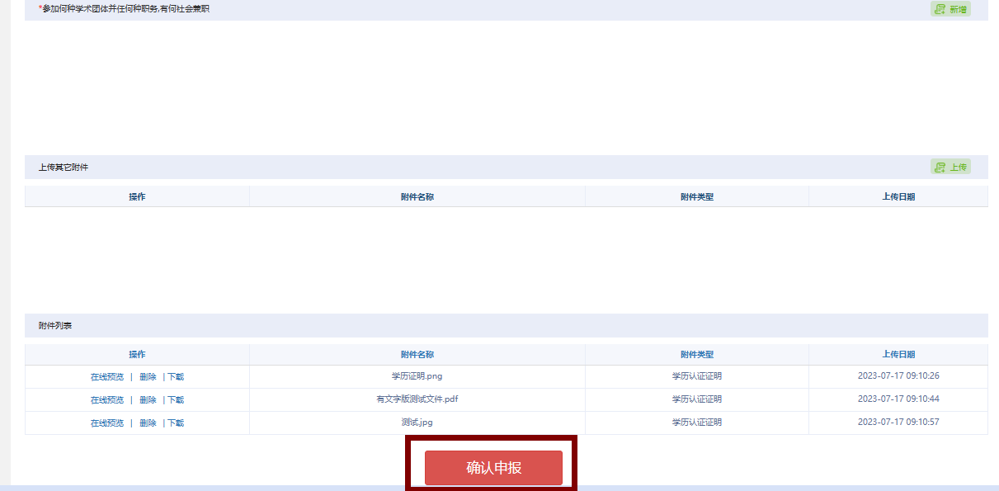 *参加何种学术团体并任何种职务,有何社会兼职 新增
上传其它附件 上传
操作 附件名称 附件类型 上传日期
附件列表
操作 附件名称 附件类型 上传日期
在线预览 | 删除 | 下载 学历证明.png 学历认证证明 2023-07-17 09:10:26
在线预览 | 删除 | 下载 有文字版测试文件.pdf 学历认证证明 2023-07-17 09:10:44
在线预览 | 删除 | 下载 测试.jpg 学历认证证明 2023-07-17 09:10:57
确认申报